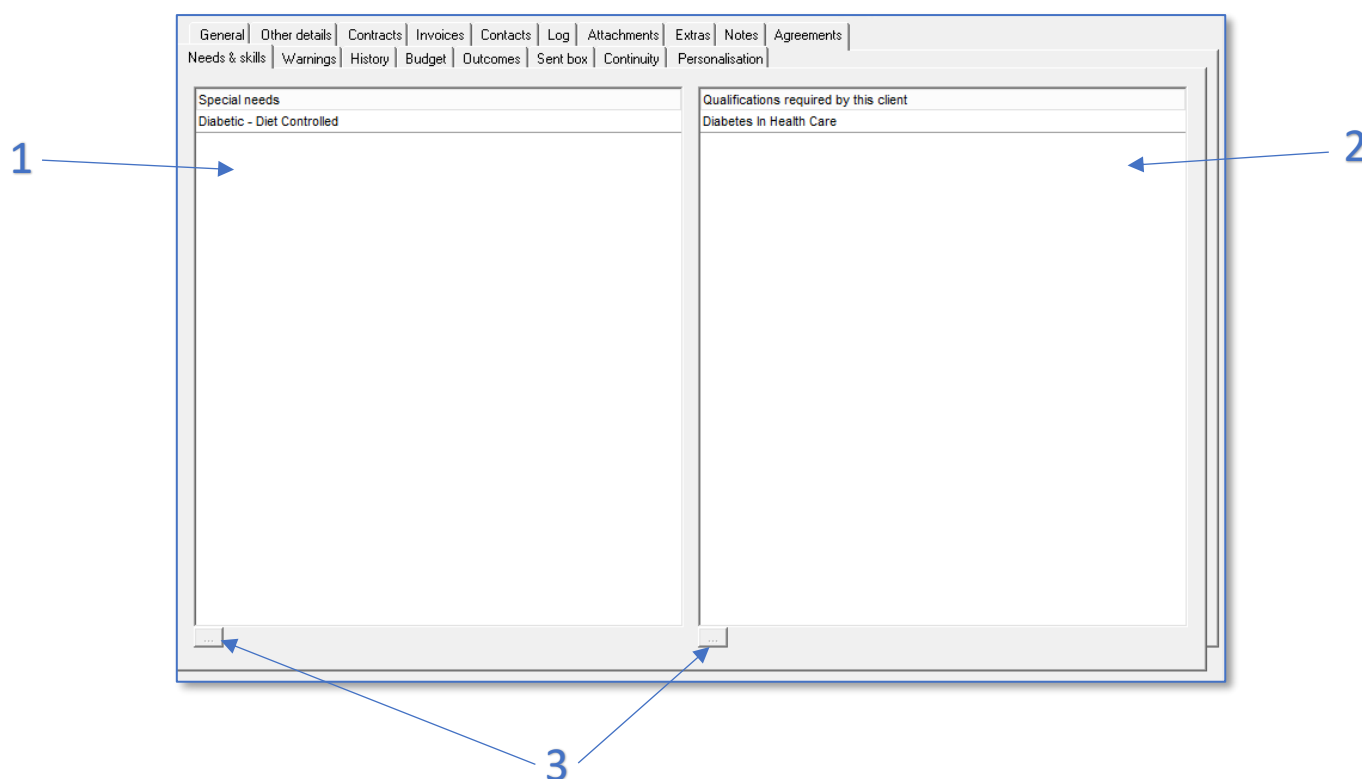 General Other details Contracts Invoices Contacts Log Attachments Extras Notes Agreements
Needs & skills Warnings History Budget Outcomes Sent box Continuity Personalisation
Special needs
Diabetic - Diet Controlled
Qualifications required by this client
Diabetes In Health Care
1
2
...
...
3